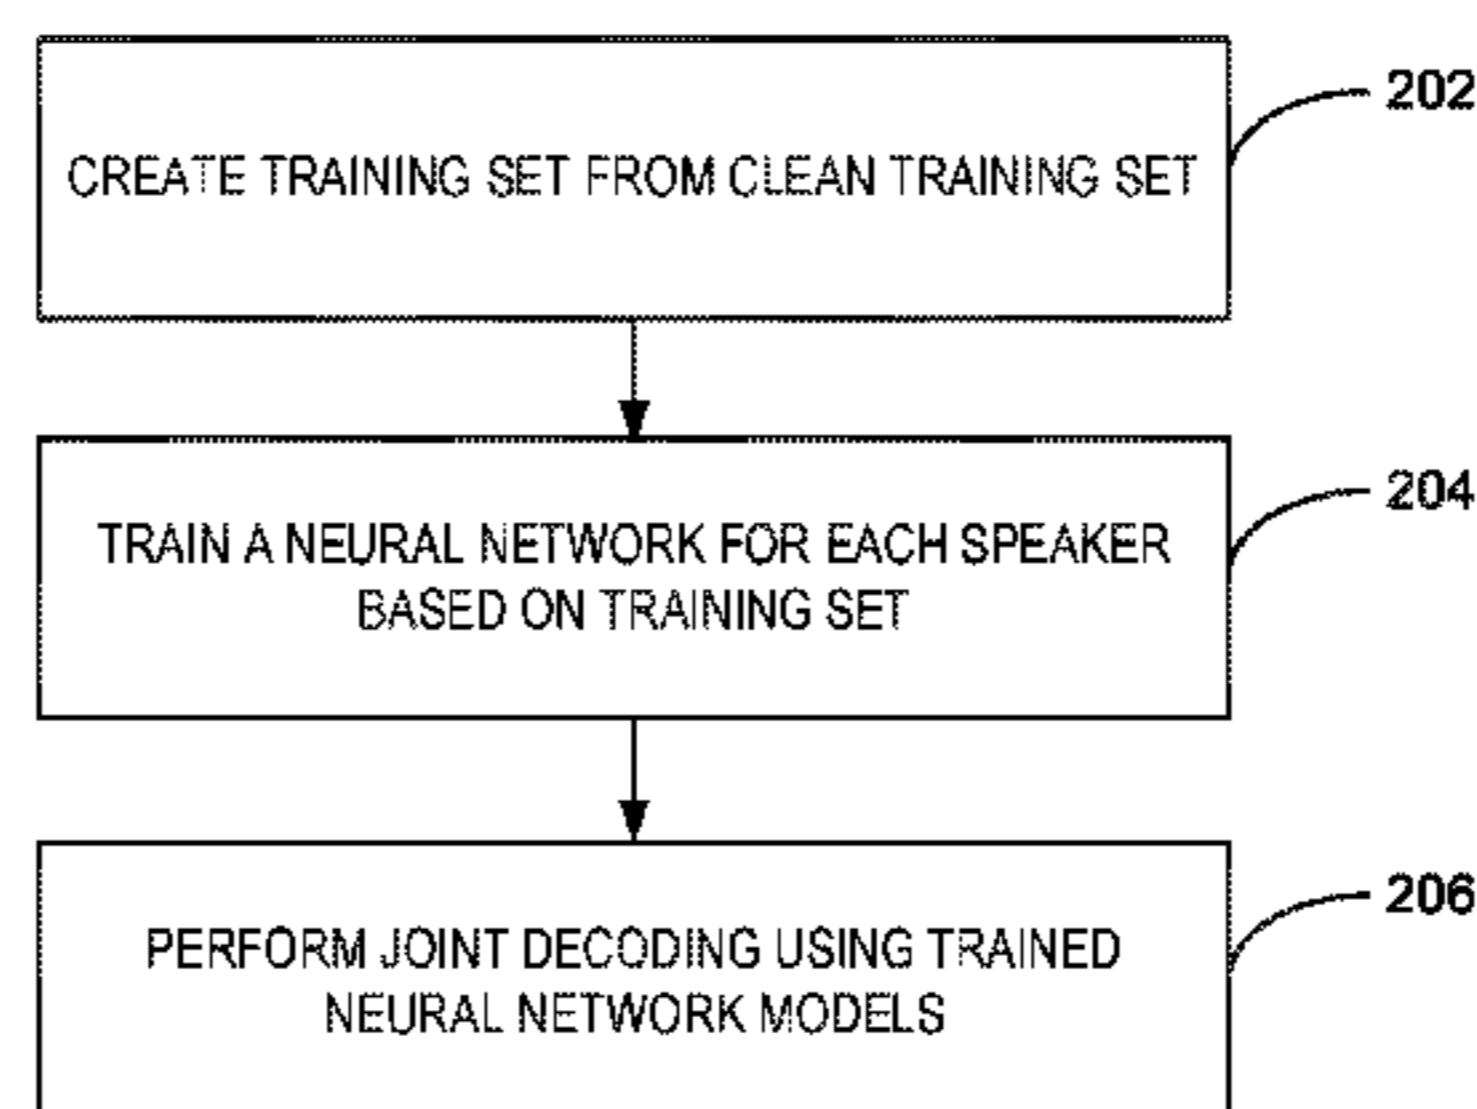 202
CREATE TRAINING SET FROM CLEAN TRAINING SET
204
TRAIN A NEURAL NETWORK FOR EACH SPEAKER
BASED ON TRAINING SET
206
PERFORM JOINT DECODING USING TRAINED
NEURAL NETWORK MODELS